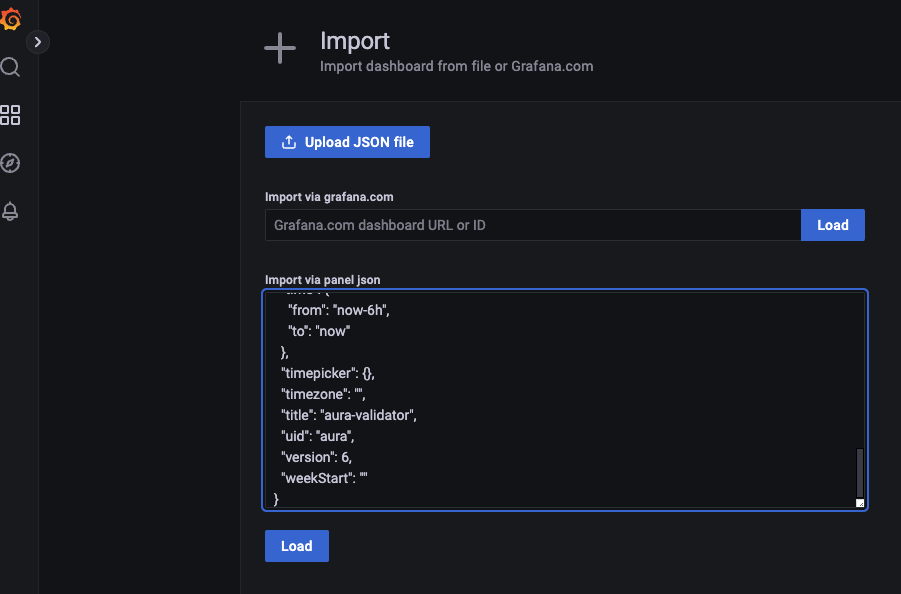 Import
Import dashboard from file or Grafana.com
Upload JSON file
Import via grafana.com
Grafana.com dashboard URL or ID
Load
Import via panel json
"from": "now-6h",
"to": "now"
},
"timepicker": {},
"timezone": "",
"title": "aura-validator",
"uid": "aura",
"version": 6,
"weekStart": ""
}
Load